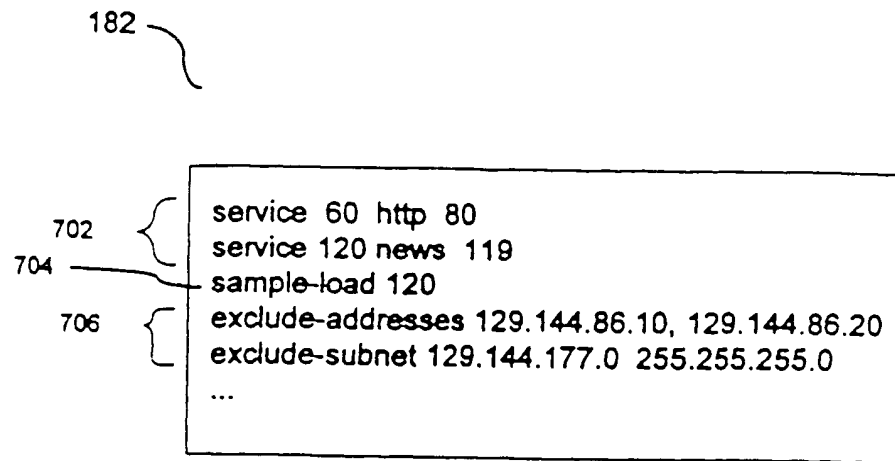 182
702
service 60 http 80
service 120 news 119
704
sample-load 120
706
exclude-addresses 129.144.86.10, 129.144.86.20
exclude-subnet 129.144.177.0 255.255.255.0
...